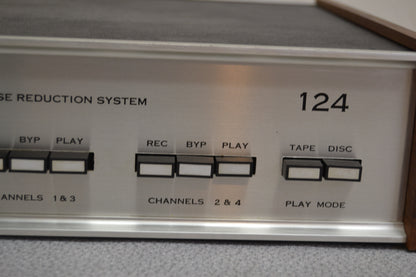 SE REDUCTION SYSTEM
124
BYP PLAY
REC BYP PLAY
TAPE DISC
ANNELS 1 & 3
CHANNELS 2 & 4
PLAY MODE